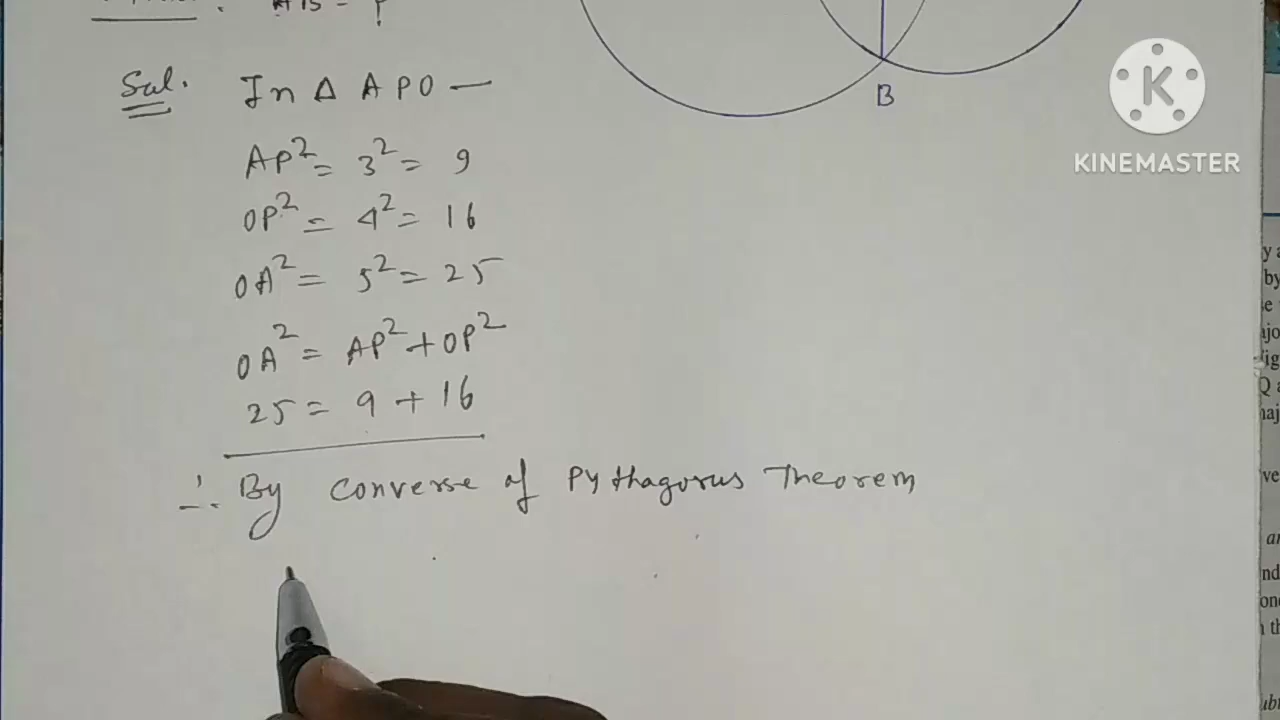 AB = ?
Sol. In Δ APO —
AP² = 3² = 9
OP² = 4² = 16
OA² = 5² = 25
OA² = AP² + OP²
25 = 9 + 16
∴ By converse of Pythagorus Theorem
B
K
KINEMASTER